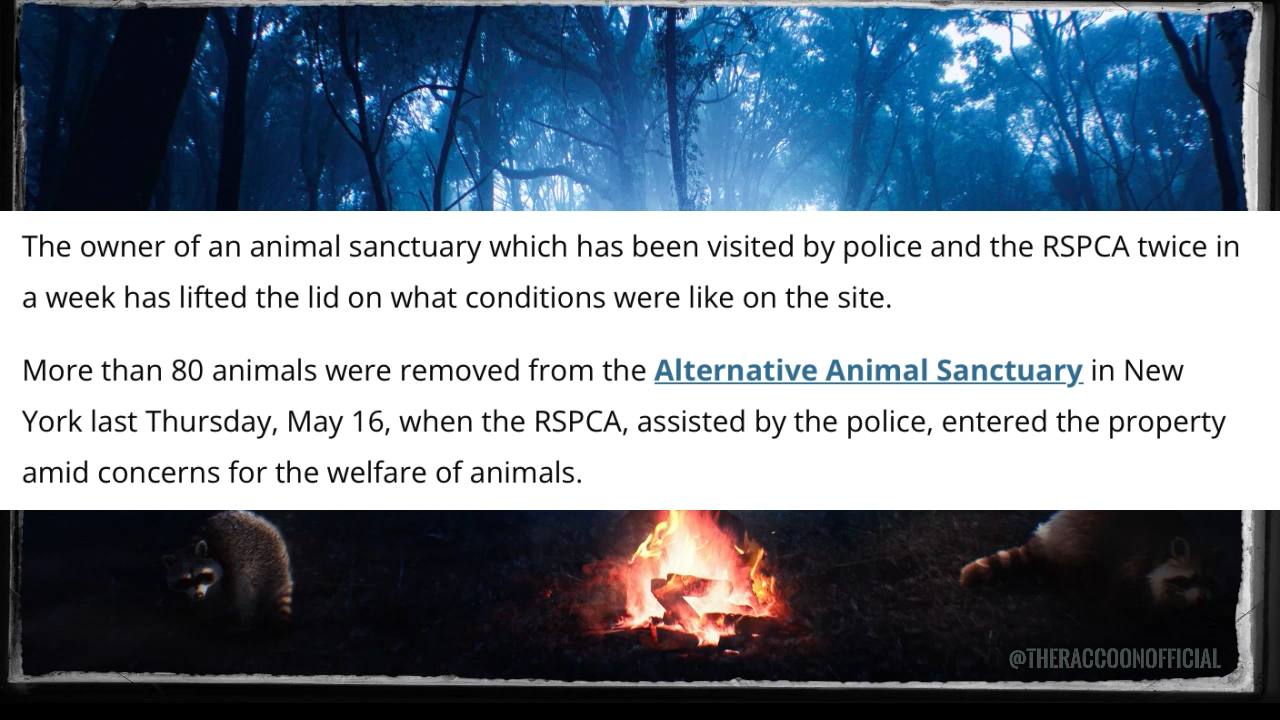 The owner of an animal sanctuary which has been visited by police and the RSPCA twice in
a week has lifted the lid on what conditions were like on the site.
More than 80 animals were removed from the Alternative Animal Sanctuary in New
York last Thursday, May 16, when the RSPCA, assisted by the police, entered the property
amid concerns for the welfare of animals.
@THERACCOONOFFICIAL